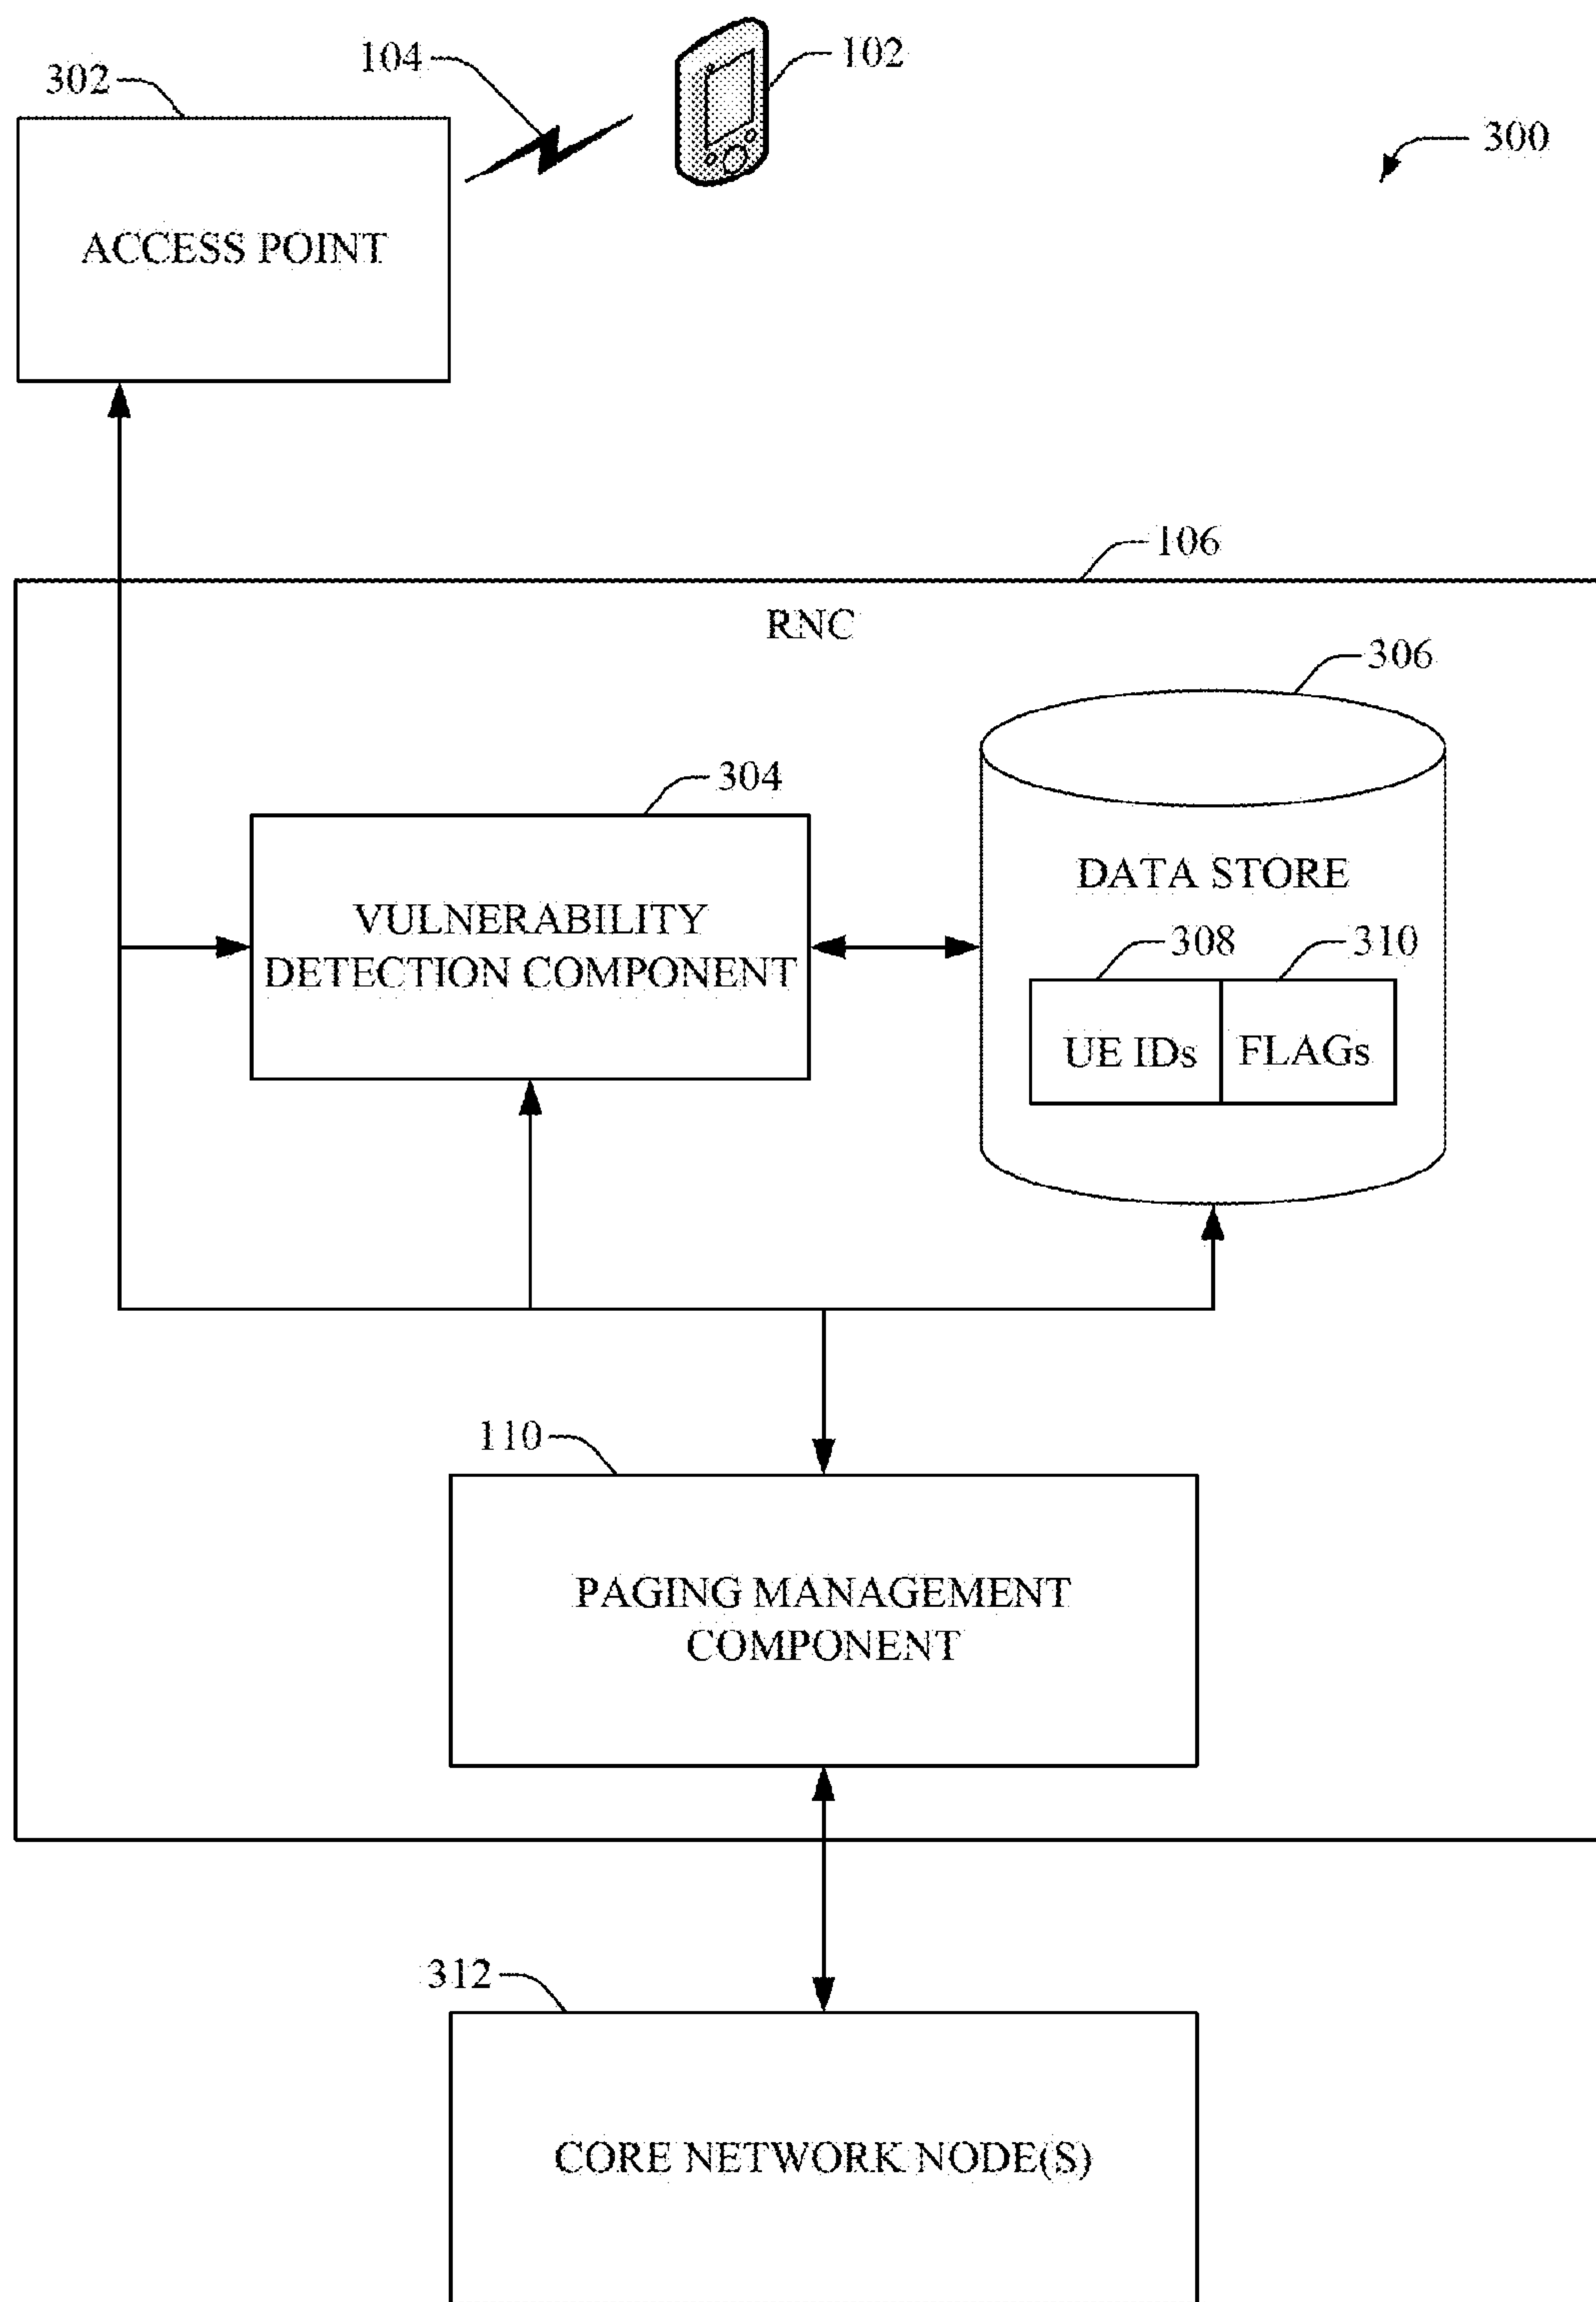 104
102
302
300
ACCESS POINT
106
RNC
306
304
DATA STORE
VULNERABILITY
DETECTION COMPONENT
308
310
UE IDs
FLAGs
110
PAGING MANAGEMENT
COMPONENT
312
CORE NETWORK NODE(S)